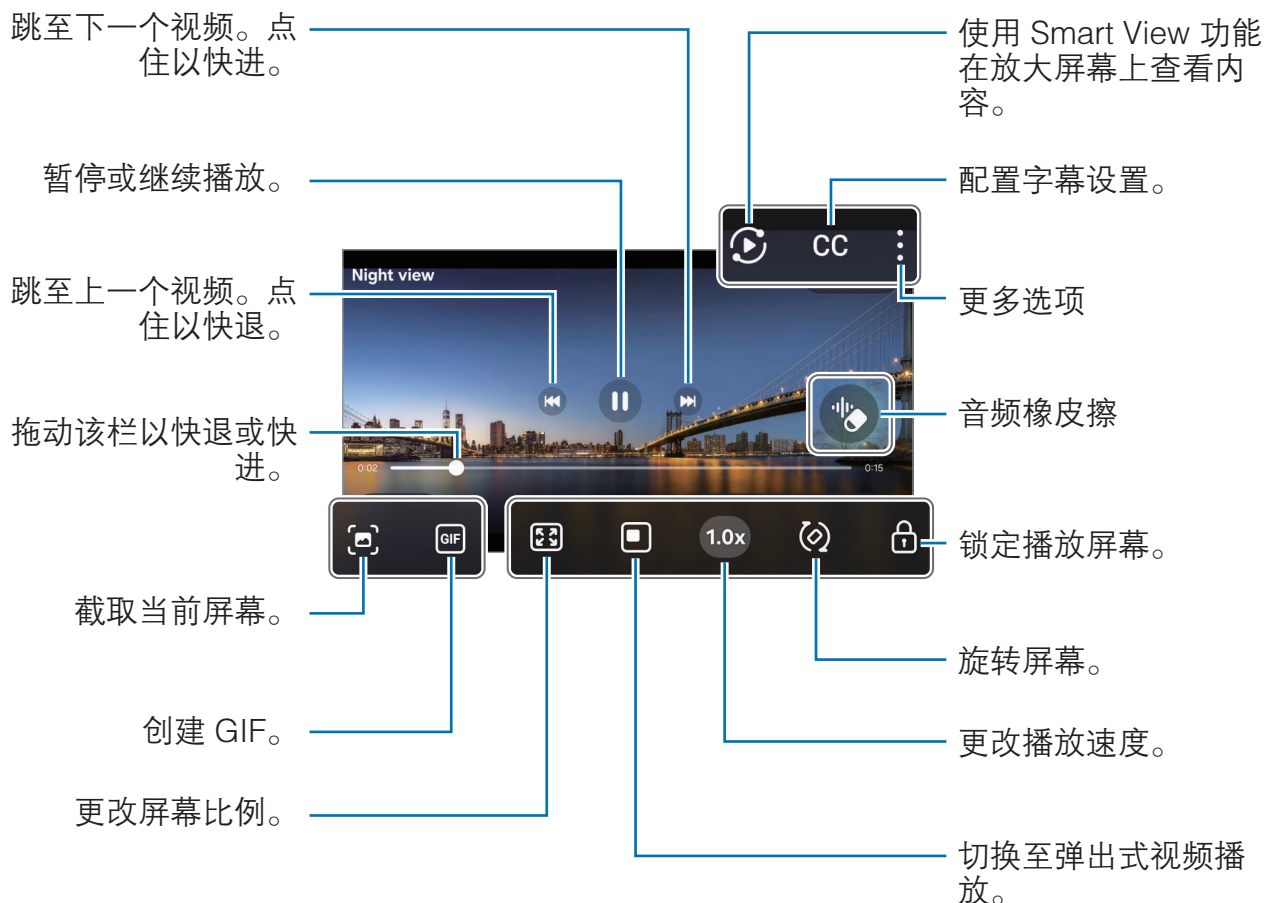 跳至下一个视频。点
住以快进。
暂停或继续播放。
跳至上一个视频。点
住以快退。
拖动该栏以快退或快
进。
截取当前屏幕。
创建 GIF。
更改屏幕比例。
使用 Smart View 功能
在放大屏幕上查看内
容。
配置字幕设置。
更多选项
音频橡皮擦
锁定播放屏幕。
旋转屏幕。
更改播放速度。
切换至弹出式视频播
放。
CC
Night view
0:02
0:15
GIF
1.0x